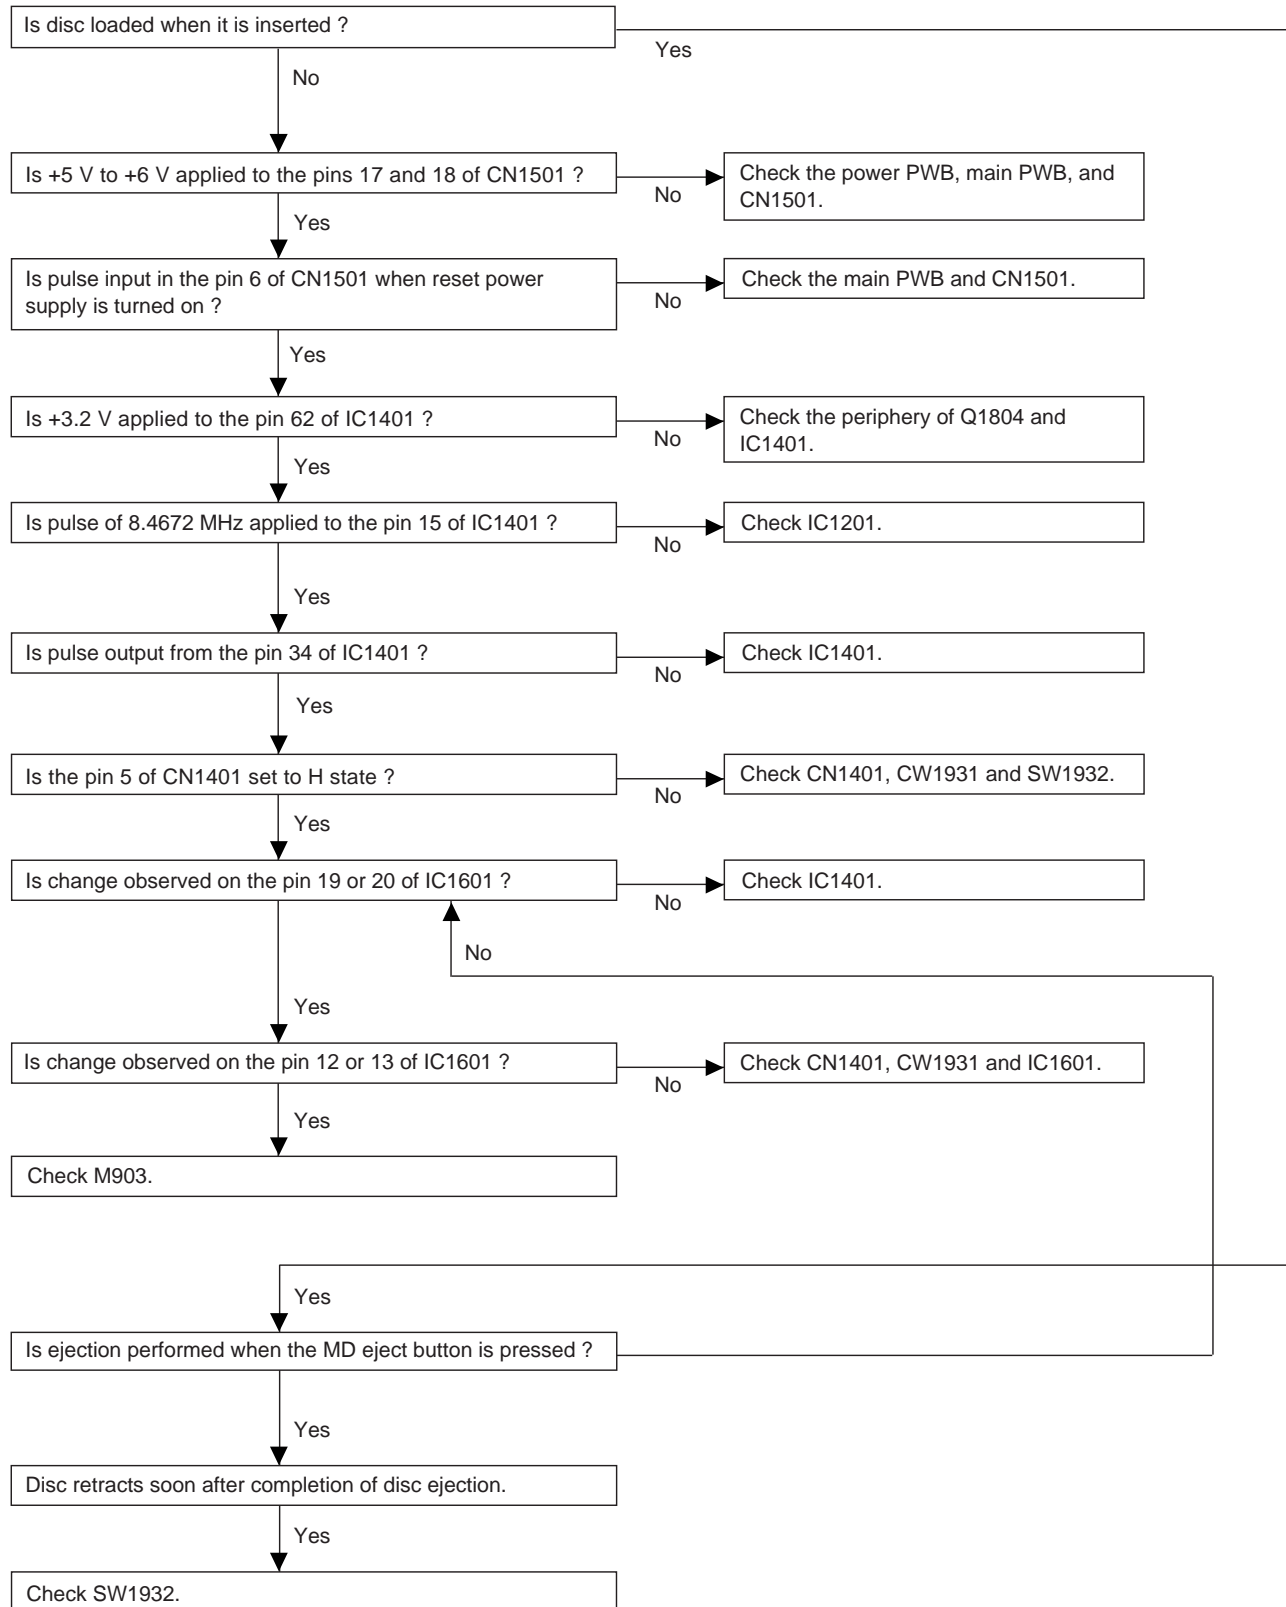 Is disc loaded when it is inserted ?
Yes
No
Is +5 V to +6 V applied to the pins 17 and 18 of CN1501 ?
No
Check the power PWB, main PWB, and
CN1501.
Yes
Is pulse input in the pin 6 of CN1501 when reset power
supply is turned on ?
No
Check the main PWB and CN1501.
Yes
Is +3.2 V applied to the pin 62 of IC1401 ?
No
Check the periphery of Q1804 and
IC1401.
Yes
Is pulse of 8.4672 MHz applied to the pin 15 of IC1401 ?
No
Check IC1201.
Yes
Is pulse output from the pin 34 of IC1401 ?
No
Check IC1401.
Yes
Is the pin 5 of CN1401 set to H state ?
No
Check CN1401, CW1931 and SW1932.
Yes
Is change observed on the pin 19 or 20 of IC1601 ?
No
Check IC1401.
No
Yes
Is change observed on the pin 12 or 13 of IC1601 ?
No
Check CN1401, CW1931 and IC1601.
Yes
Check M903.
Yes
Is ejection performed when the MD eject button is pressed ?
Yes
Disc retracts soon after completion of disc ejection.
Yes
Check SW1932.